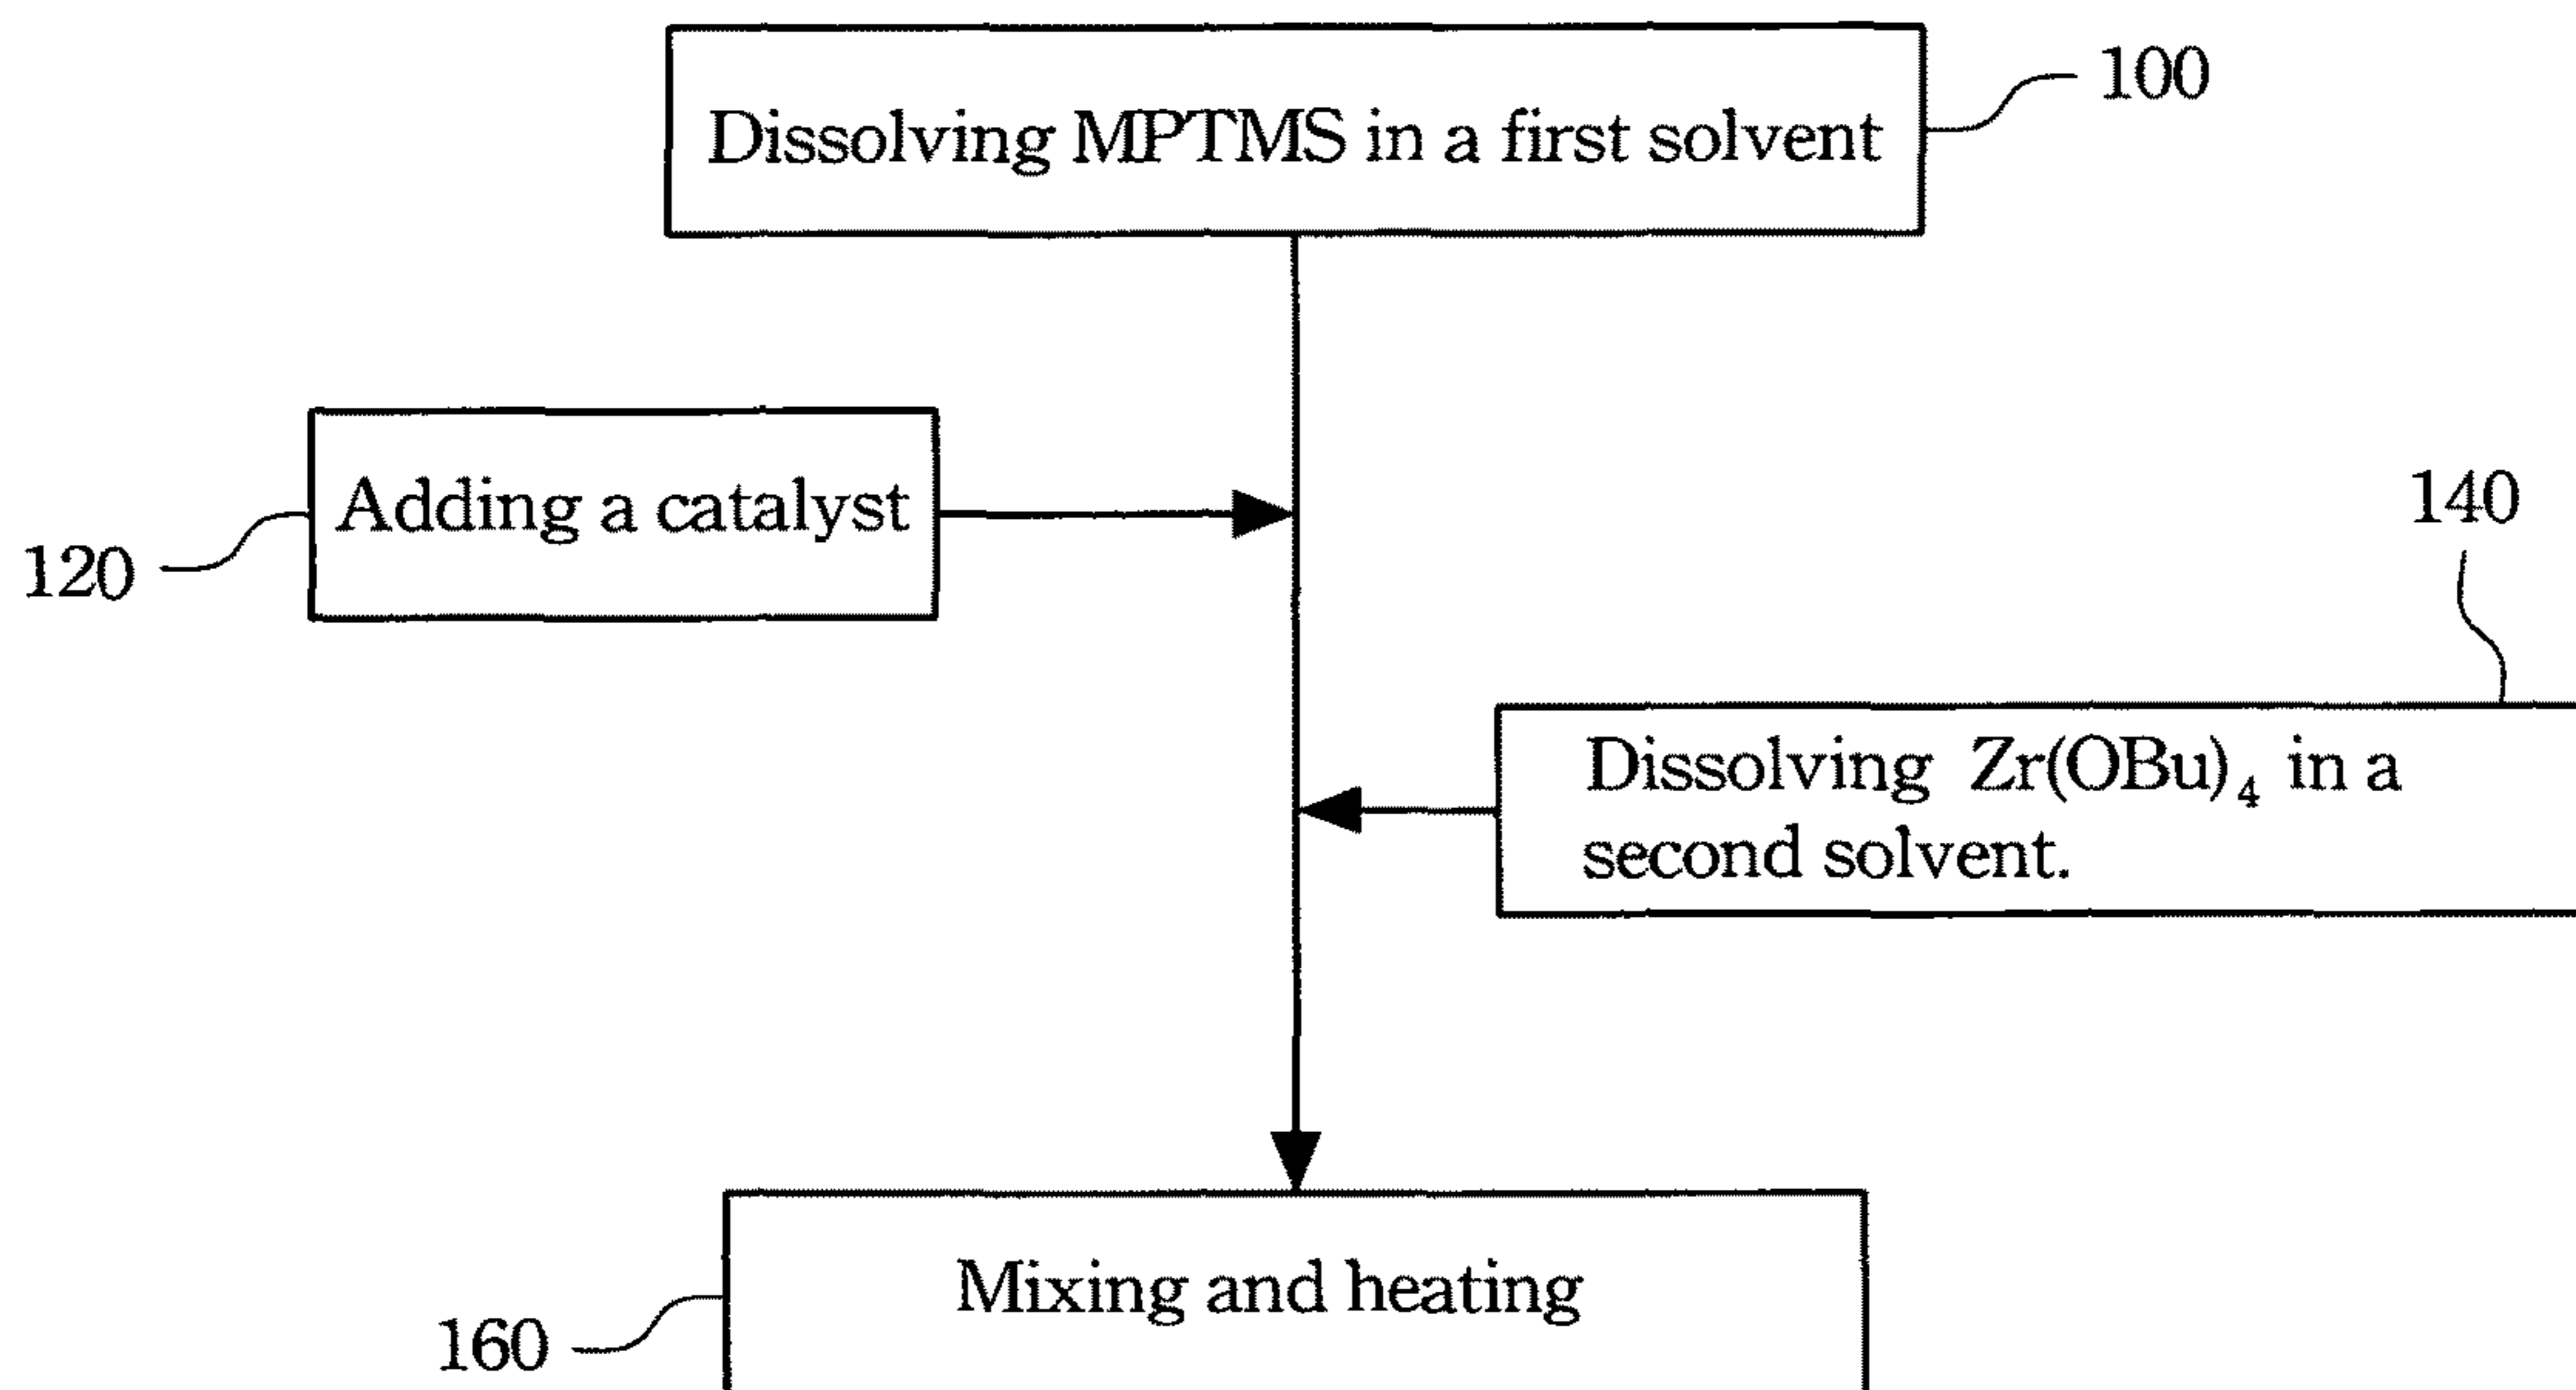 Dissolving MPTMS in a first solvent
100
Adding a catalyst
120
140
Dissolving Zr(OBu)₄ in a
second solvent.
Mixing and heating
160